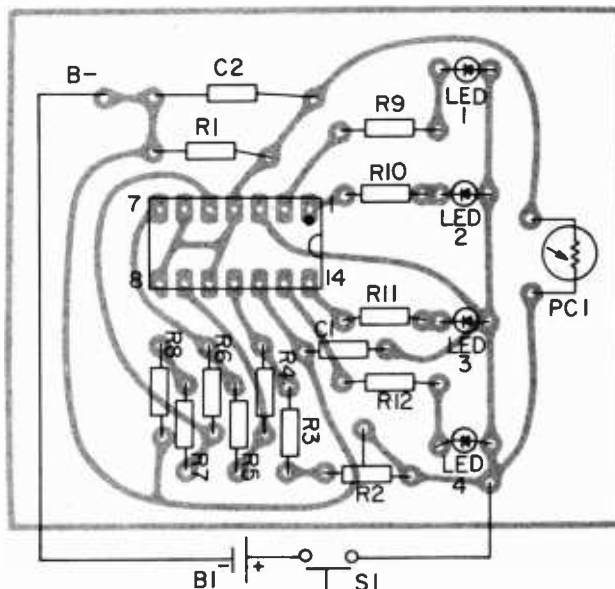 B-
C2
R1
R9
LED
1
R10
LED
2
7
1
8
14
PC1
R11
LED
3
C1
R8
R6
R4
R12
R3
R7
R5
R2
LED
4
B1
-
+
S1